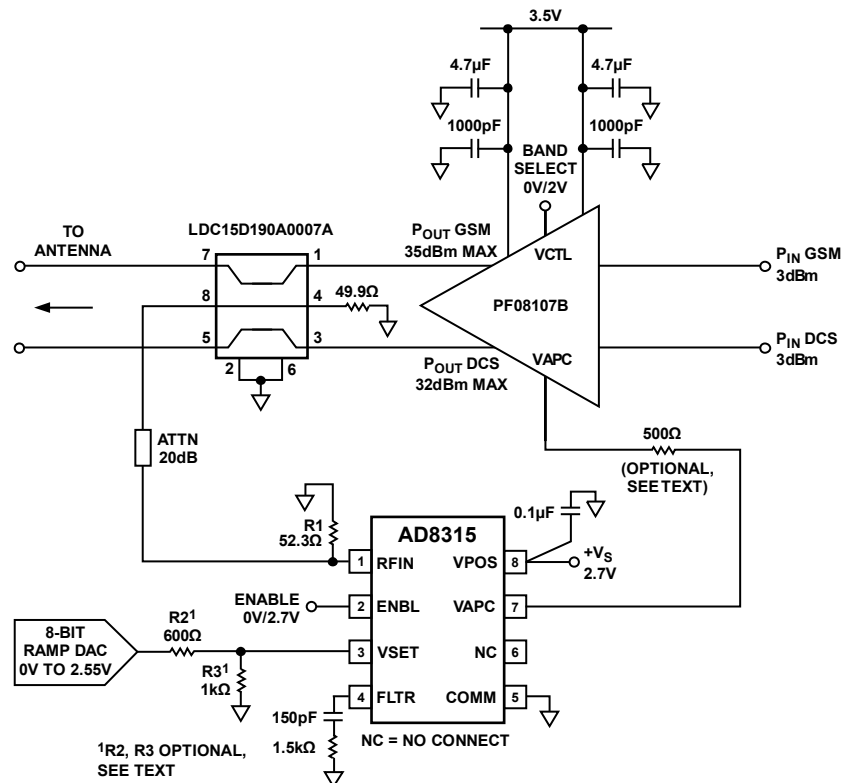 3.5V
4.7µF
4.7µF
1000pF
1000pF
BAND
SELECT
0V/2V
TO
ANTENNA
LDC15D190A0007A
P_OUT GSM
35dBm MAX
VCTL
P_IN GSM
3dBm
7
1
8
4
49.9Ω
PF08107B
5
3
2
6
P_OUT DCS
32dBm MAX
VAPC
P_IN DCS
3dBm
ATTN
20dB
500Ω
(OPTIONAL,
SEE TEXT)
R1
52.3Ω
0.1µF
AD8315
+V_S
2.7V
1
RFIN
VPOS
8
ENABLE
0V/2.7V
2
ENBL
VAPC
7
8-BIT
RAMP DAC
0V TO 2.55V
R2¹
600Ω
3
VSET
NC
6
R3¹
1kΩ
4
FLTR
COMM
5
150pF
1.5kΩ
NC = NO CONNECT
¹R2, R3 OPTIONAL,
SEE TEXT